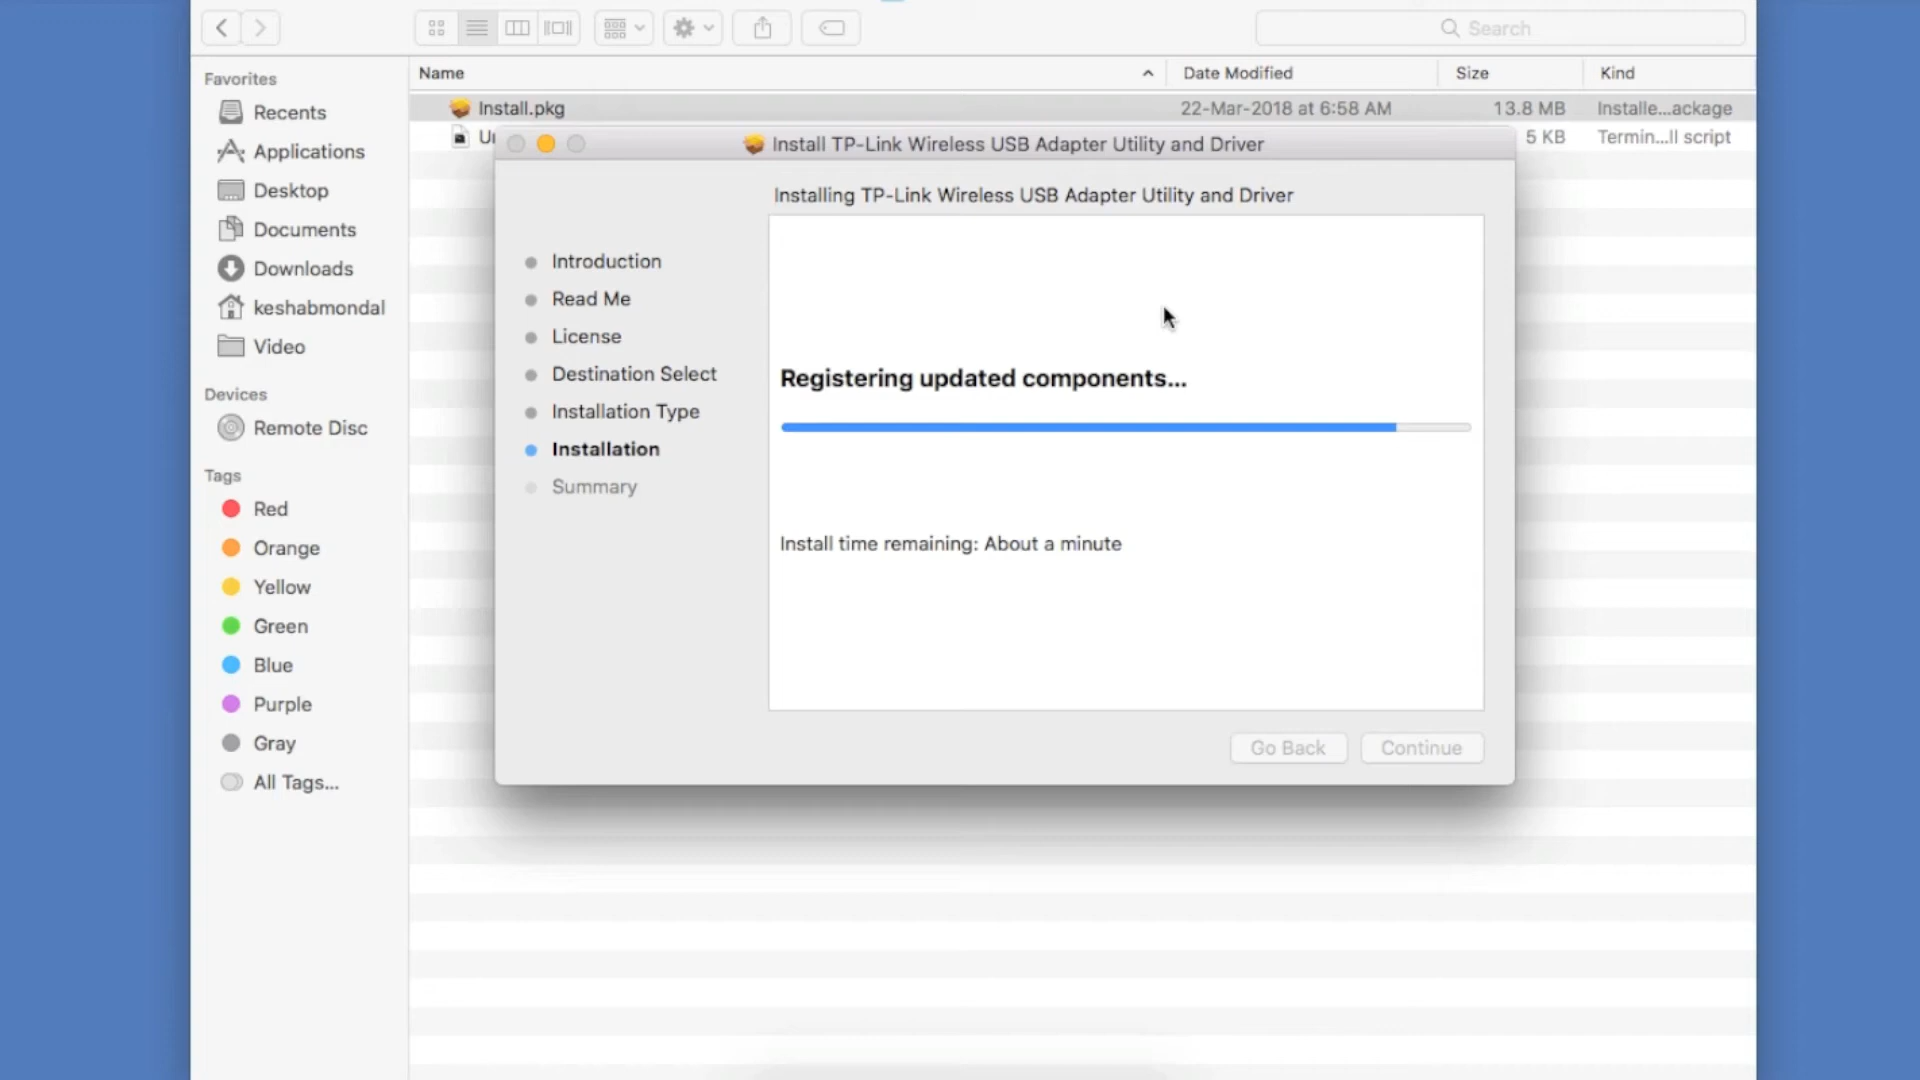 Search
Favorites
Recents
Applications
Desktop
Documents
Downloads
keshabmondal
Video
Devices
Remote Disc
Tags
Red
Orange
Yellow
Green
Blue
Purple
Gray
All Tags...
Name Date Modified Size Kind
Install.pkg 22-Mar-2018 at 6:58 AM 13.8 MB Installe...ackage
5 KB Termin...ll script
Install TP-Link Wireless USB Adapter Utility and Driver
Installing TP-Link Wireless USB Adapter Utility and Driver
Introduction
Read Me
License
Destination Select
Installation Type
Installation
Summary
Registering updated components...
Install time remaining: About a minute
Go Back Continue